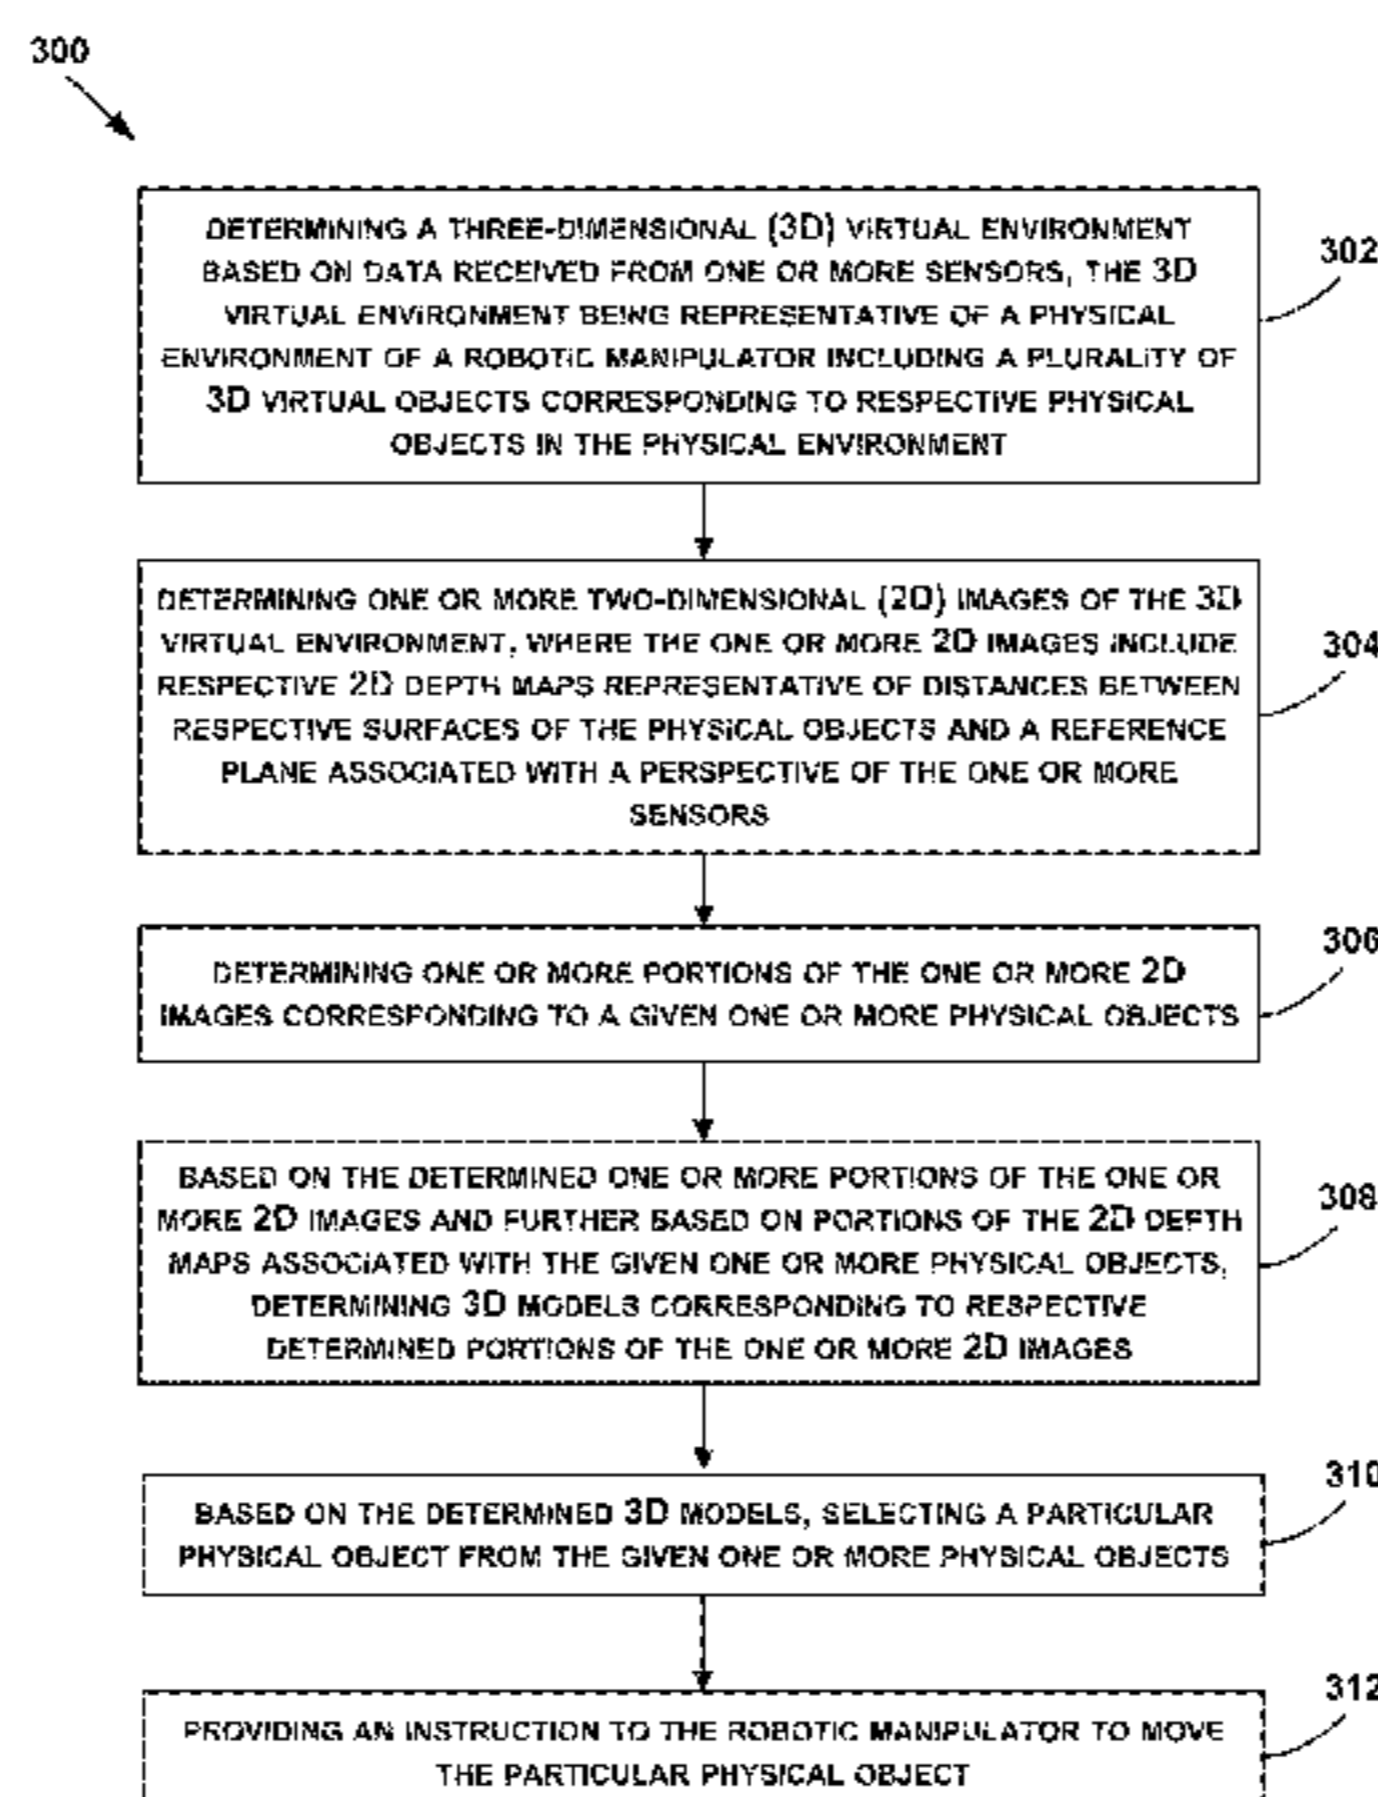 300
DETERMINING A THREE-DIMENSIONAL (3D) VIRTUAL ENVIRONMENT
BASED ON DATA RECEIVED FROM ONE OR MORE SENSORS, THE 3D
VIRTUAL ENVIRONMENT BEING REPRESENTATIVE OF A PHYSICAL
ENVIRONMENT OF A ROBOTIC MANIPULATOR INCLUDING A PLURALITY OF
3D VIRTUAL OBJECTS CORRESPONDING TO RESPECTIVE PHYSICAL
OBJECTS IN THE PHYSICAL ENVIRONMENT
302
DETERMINING ONE OR MORE TWO-DIMENSIONAL (2D) IMAGES OF THE 3D
VIRTUAL ENVIRONMENT, WHERE THE ONE OR MORE 2D IMAGES INCLUDE
RESPECTIVE 2D DEPTH MAPS REPRESENTATIVE OF DISTANCES BETWEEN
RESPECTIVE SURFACES OF THE PHYSICAL OBJECTS AND A REFERENCE
PLANE ASSOCIATED WITH A PERSPECTIVE OF THE ONE OR MORE
SENSORS
304
DETERMINING ONE OR MORE PORTIONS OF THE ONE OR MORE 2D
IMAGES CORRESPONDING TO A GIVEN ONE OR MORE PHYSICAL OBJECTS
306
BASED ON THE DETERMINED ONE OR MORE PORTIONS OF THE ONE OR
MORE 2D IMAGES AND FURTHER BASED ON PORTIONS OF THE 2D DEPTH
MAPS ASSOCIATED WITH THE GIVEN ONE OR MORE PHYSICAL OBJECTS,
DETERMINING 3D MODELS CORRESPONDING TO RESPECTIVE
DETERMINED PORTIONS OF THE ONE OR MORE 2D IMAGES
308
BASED ON THE DETERMINED 3D MODELS, SELECTING A PARTICULAR
PHYSICAL OBJECT FROM THE GIVEN ONE OR MORE PHYSICAL OBJECTS
310
PROVIDING AN INSTRUCTION TO THE ROBOTIC MANIPULATOR TO MOVE
THE PARTICULAR PHYSICAL OBJECT
312